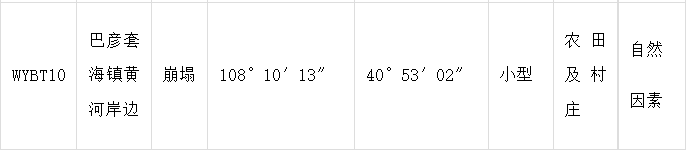 WYBT10
巴彦套
海镇黄
河岸边
崩塌
108° 10′ 13″
40° 53′ 02″
小型
农 田
及 村
庄
自然
因素